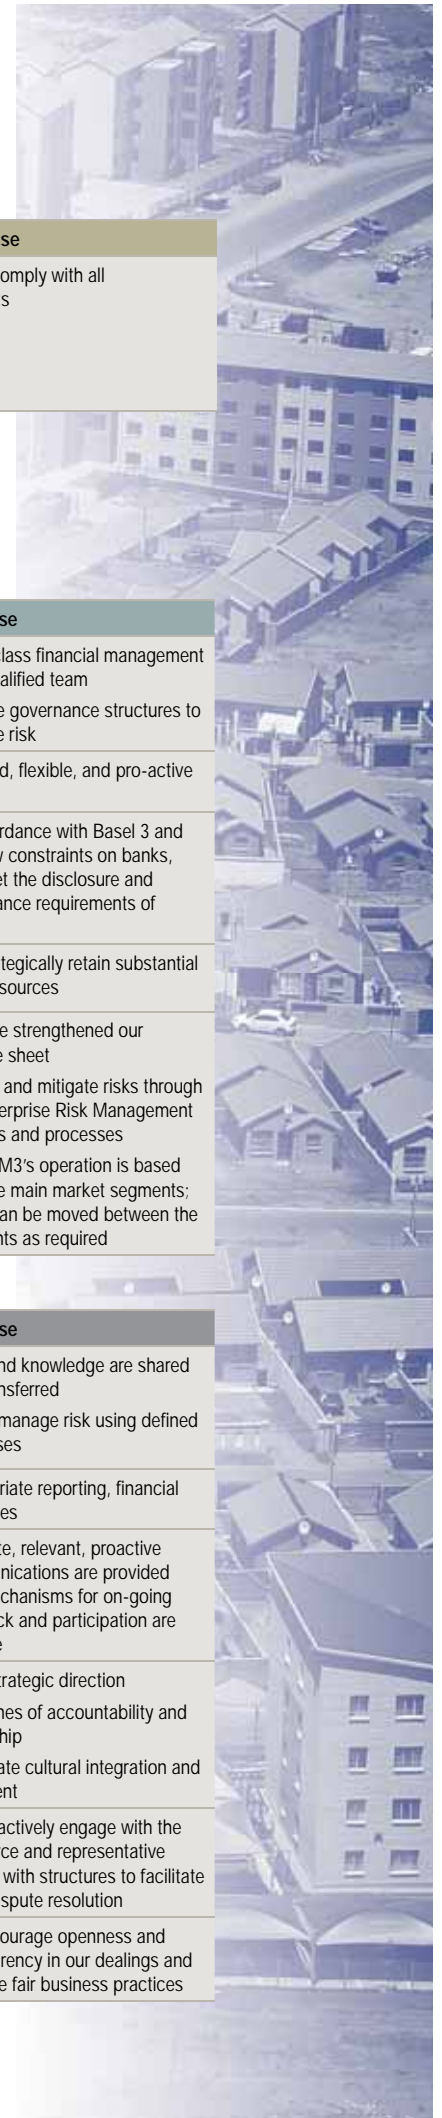 se
omply with all
s
se
lass financial management
alified team
e governance structures to
e risk
d, flexible, and pro-active
rdance with Basel 3 and
w constraints on banks,
et the disclosure and
ance requirements of
tegically retain substantial
sources
e strengthened our
e sheet
and mitigate risks through
erprise Risk Management
s and processes
M3’s operation is based
e main market segments;
an be moved between the
nts as required
se
nd knowledge are shared
nsferred
manage risk using defined
ses
riate reporting, financial
es
te, relevant, proactive
nications are provided
chanisms for on-going
ck and participation are
e
trategic direction
nes of accountability and
hip
ate cultural integration and
ent
actively engage with the
rce and representative
with structures to facilitate
spute resolution
ourage openness and
rency in our dealings and
e fair business practices